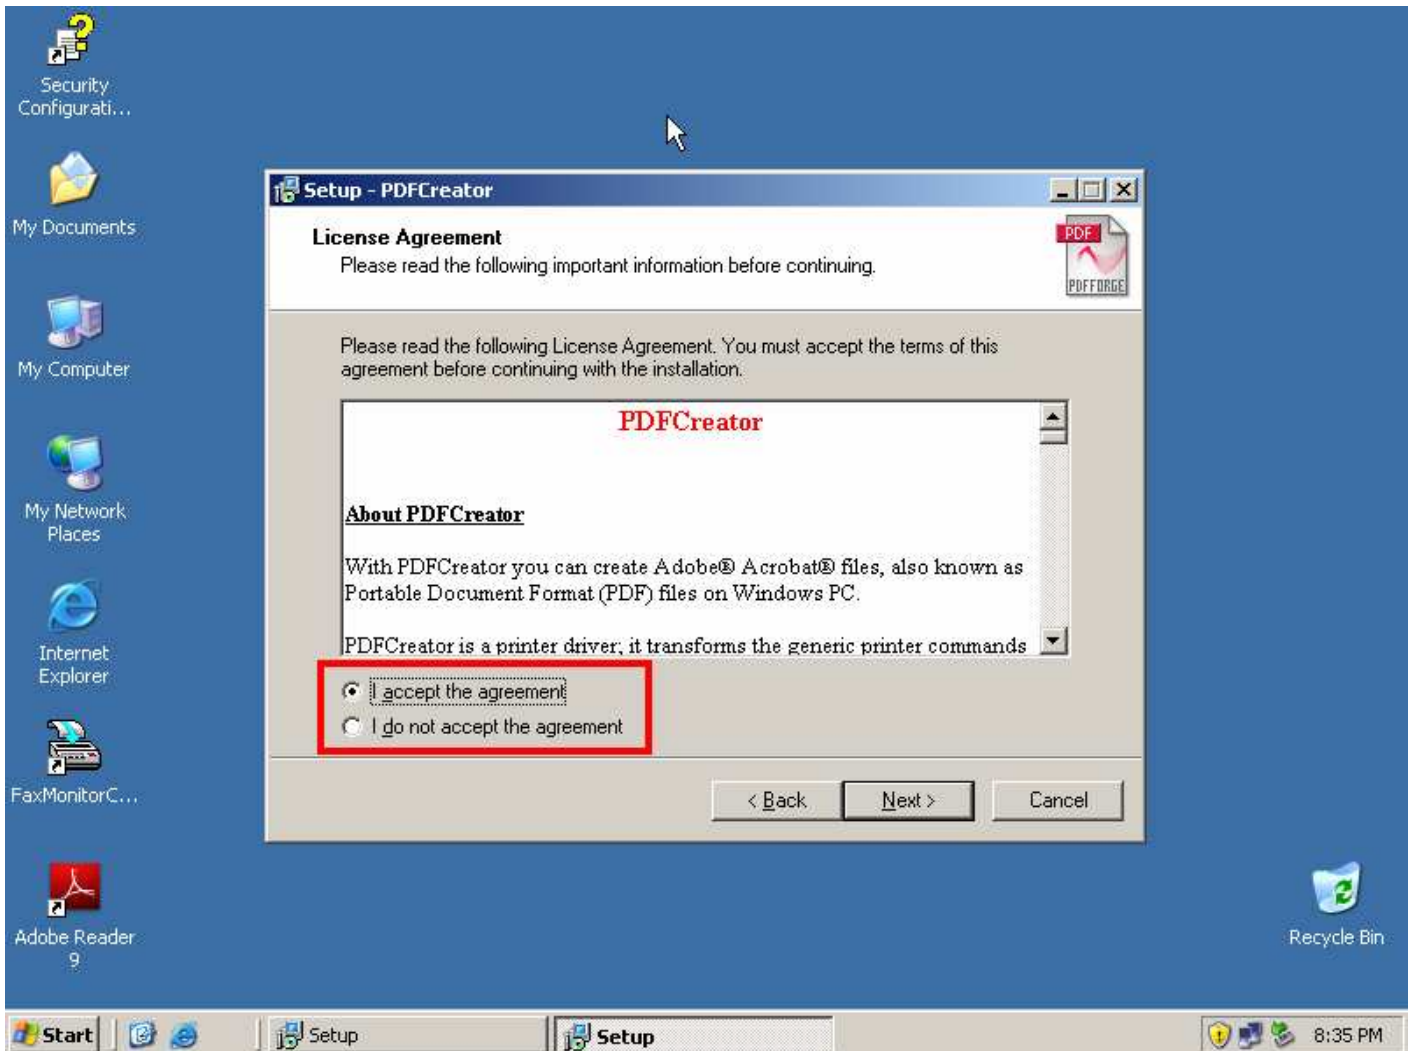 Security
Configurati...
My Documents
My Computer
My Network
Places
Internet
Explorer
FaxMonitorC...
Adobe Reader
9
Setup - PDFCreator
License Agreement
Please read the following important information before continuing.
PDF
PDFFORGE
Please read the following License Agreement. You must accept the terms of this
agreement before continuing with the installation.
PDFCreator
About PDFCreator
With PDFCreator you can create Adobe® Acrobat® files, also known as
Portable Document Format (PDF) files on Windows PC.
PDFCreator is a printer driver; it transforms the generic printer commands
I accept the agreement
I do not accept the agreement
< Back
Next >
Cancel
Recycle Bin
Start
Setup
Setup
8:35 PM